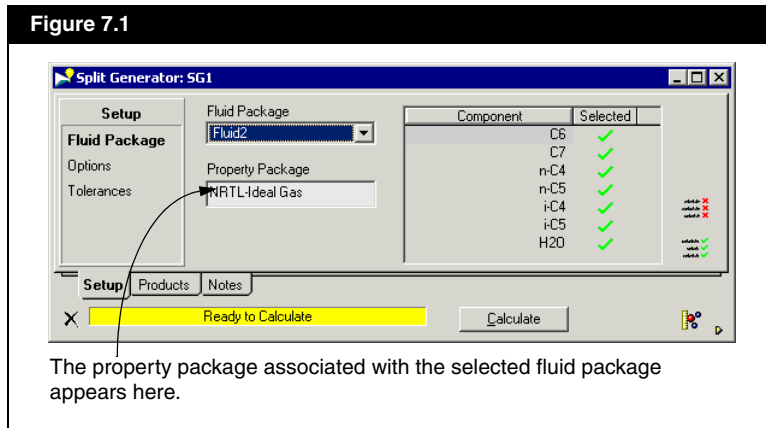 Figure 7.1
Split Generator: SG1
Setup
Fluid Package
Options
Tolerances
Fluid Package
Fluid2
Property Package
NRTL-Ideal Gas
Component Selected
C6
C7
n-C4
n-C5
i-C4
i-C5
H2O
Setup Products Notes
Ready to Calculate
Calculate
The property package associated with the selected fluid package
appears here.